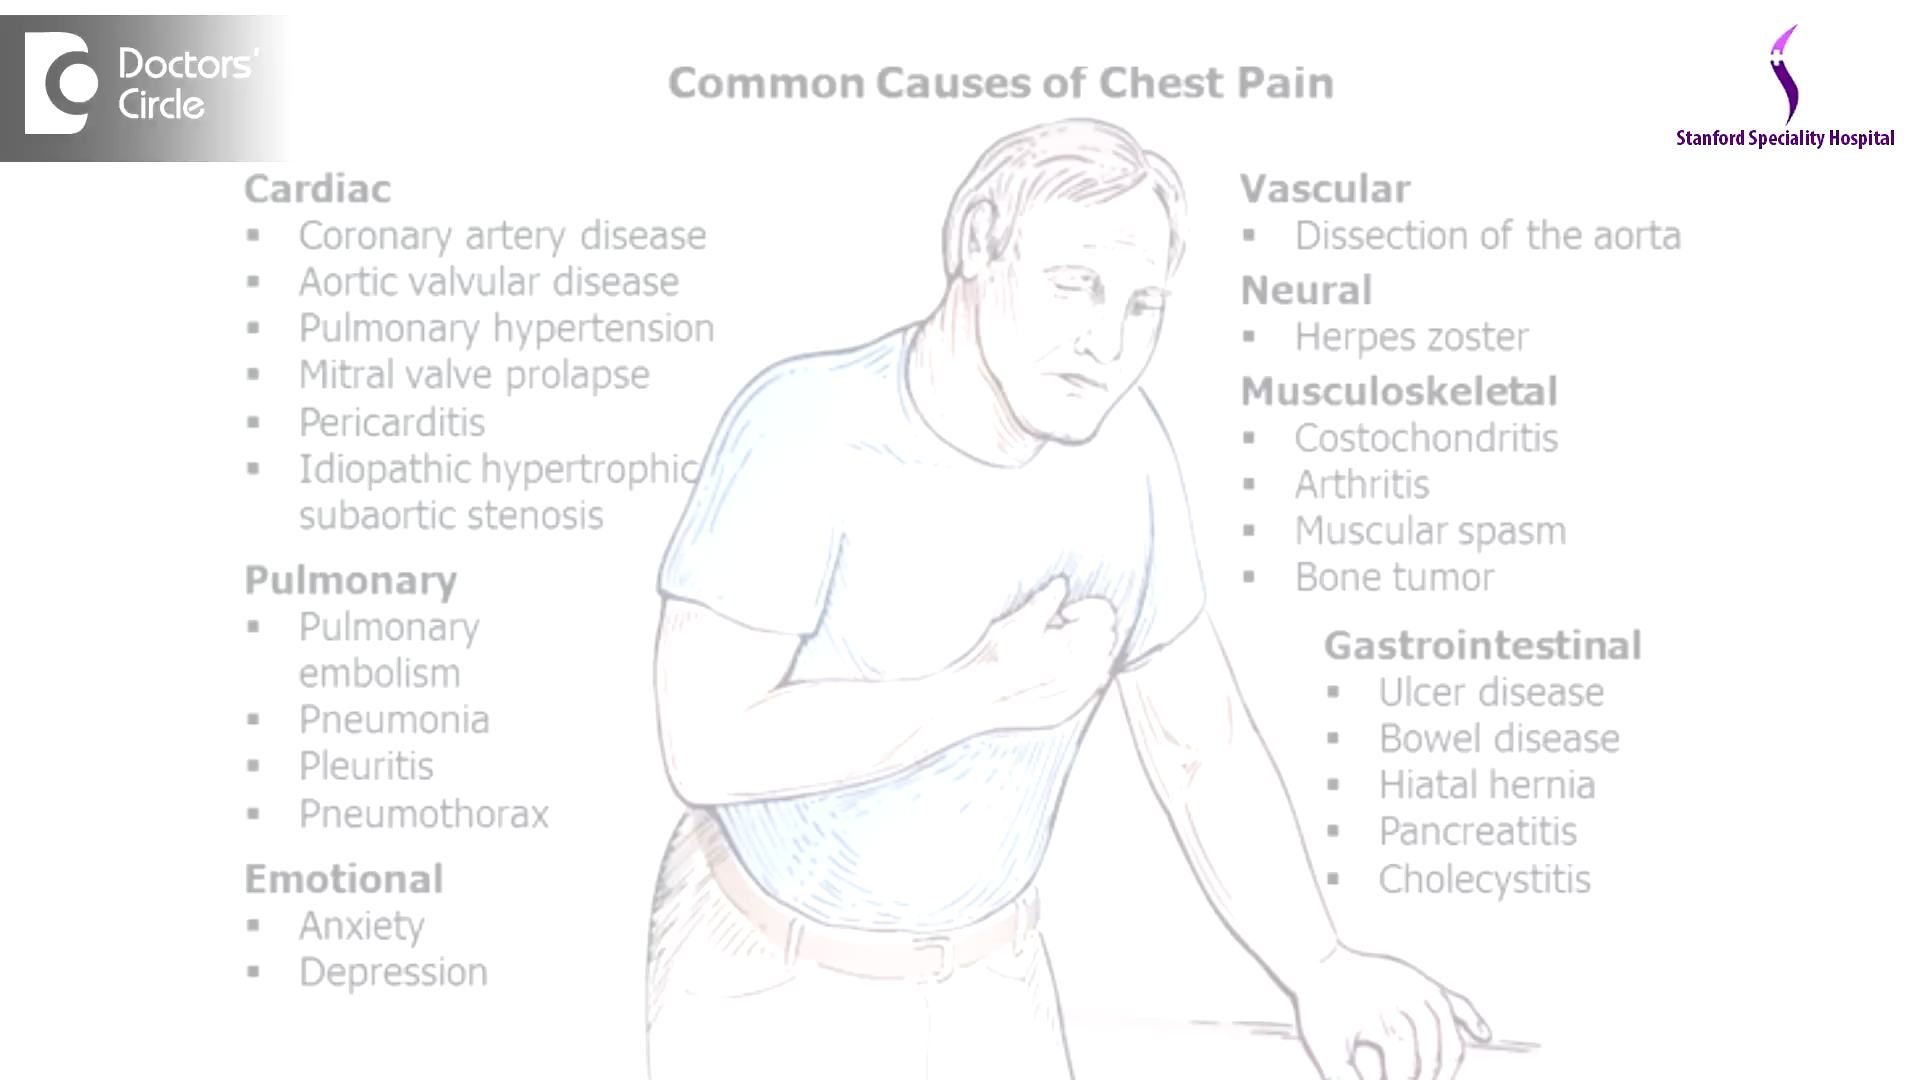 Doctors'
Circle
Common Causes of Chest Pain
Stanford Speciality Hospital
Cardiac
▪ Coronary artery disease
▪ Aortic valvular disease
▪ Pulmonary hypertension
▪ Mitral valve prolapse
▪ Pericarditis
▪ Idiopathic hypertrophic
subaortic stenosis
Pulmonary
▪ Pulmonary
embolism
▪ Pneumonia
▪ Pleuritis
▪ Pneumothorax
Emotional
▪ Anxiety
▪ Depression
Vascular
▪ Dissection of the aorta
Neural
▪ Herpes zoster
Musculoskeletal
▪ Costochondritis
▪ Arthritis
▪ Muscular spasm
▪ Bone tumor
Gastrointestinal
▪ Ulcer disease
▪ Bowel disease
▪ Hiatal hernia
▪ Pancreatitis
▪ Cholecystitis